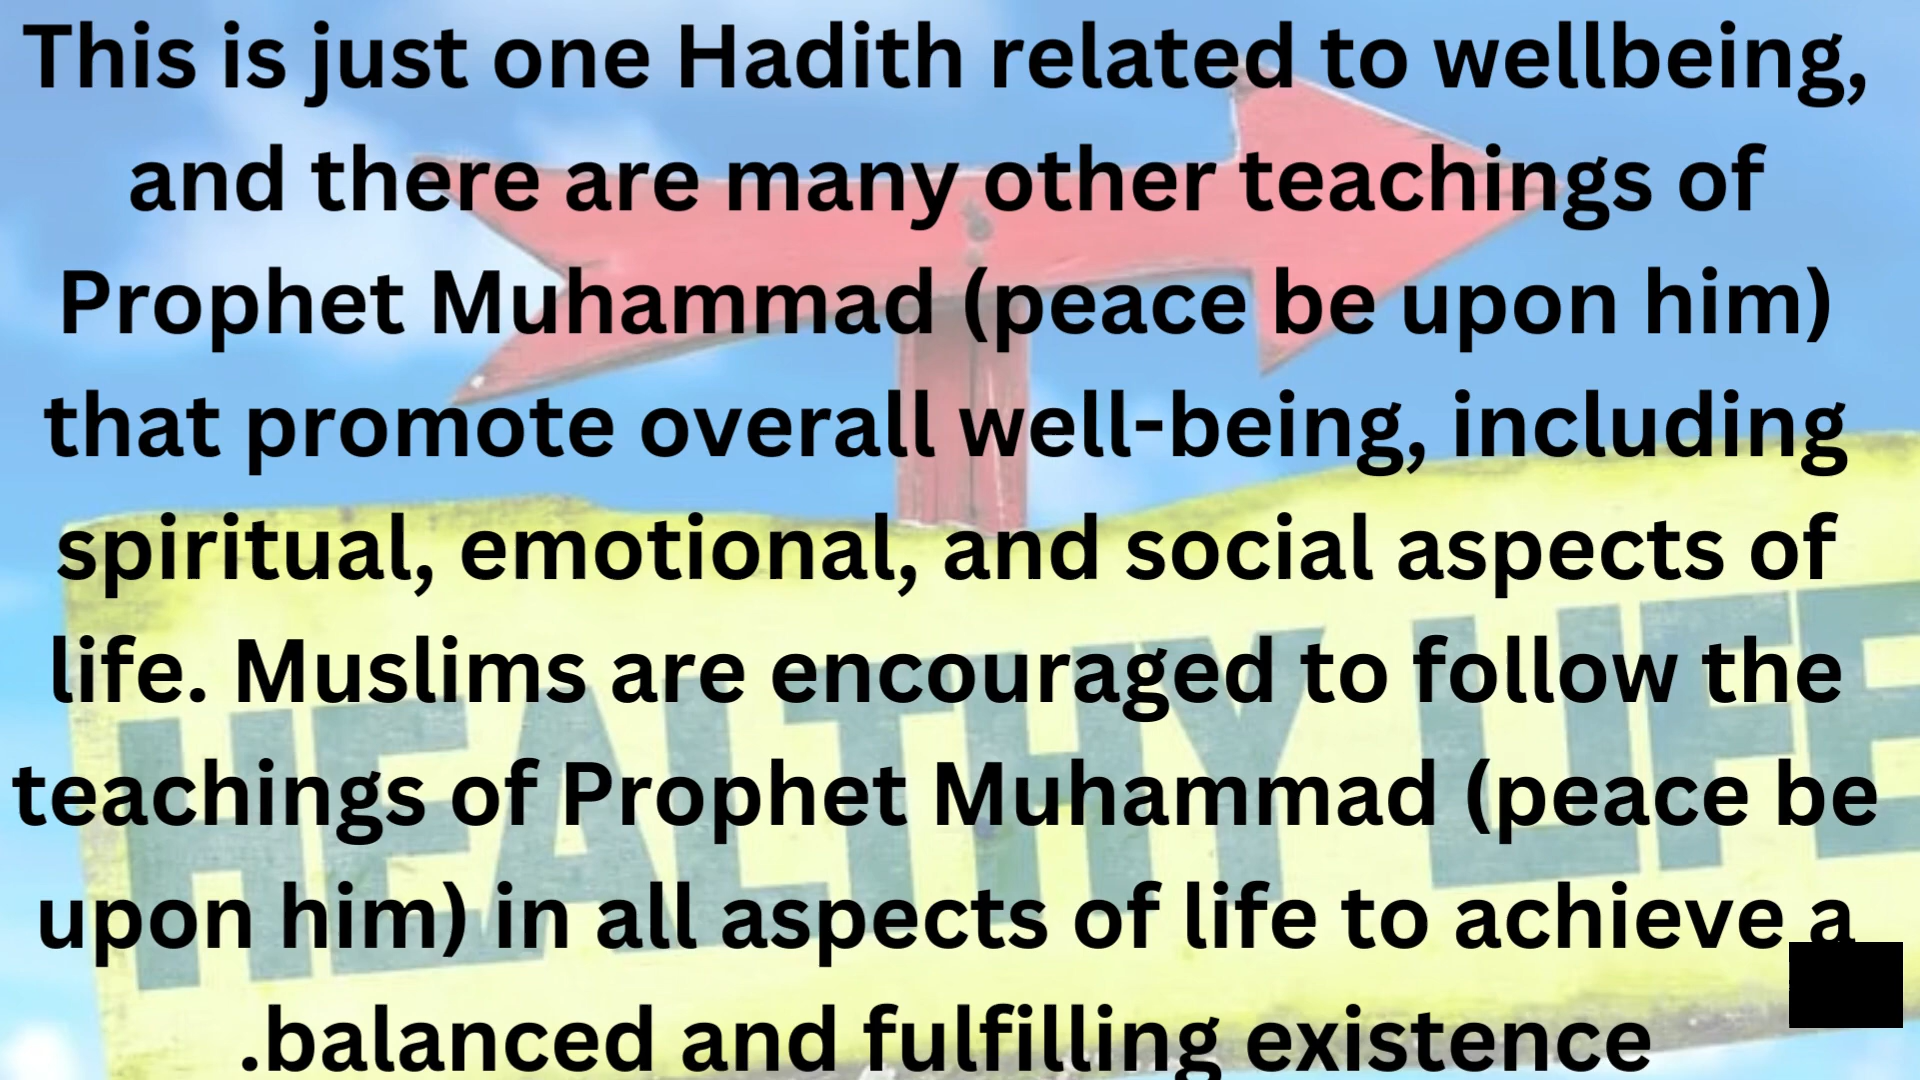 This is just one Hadith related to wellbeing,
and there are many other teachings of
Prophet Muhammad (peace be upon him)
that promote overall well-being, including
spiritual, emotional, and social aspects of
life. Muslims are encouraged to follow the
teachings of Prophet Muhammad (peace be
upon him) in all aspects of life to achieve a
.balanced and fulfilling existence
HEALTHY LIFE